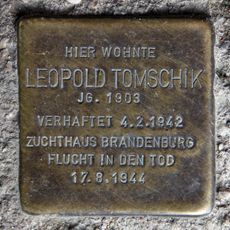 HIER WOHNTE
LEOPOLD TOMSCHIK
JG. 1903
VERHAFTET 4.2.1942
ZUCHTHAUS BRANDENBURG
FLUCHT IN DEN TOD
17.8.1944